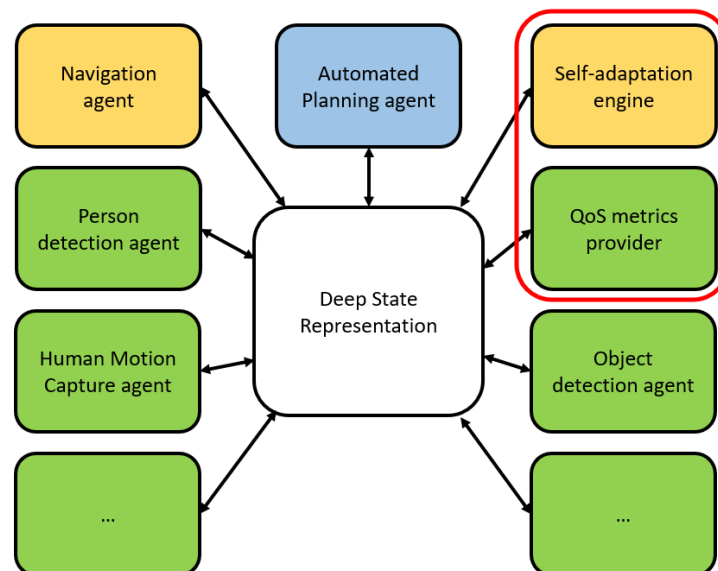 Navigation
agent
Automated
Planning agent
Self-adaptation
engine
Person
detection agent
QoS metrics
provider
Deep State
Representation
Human Motion
Capture agent
Object
detection agent
...
...